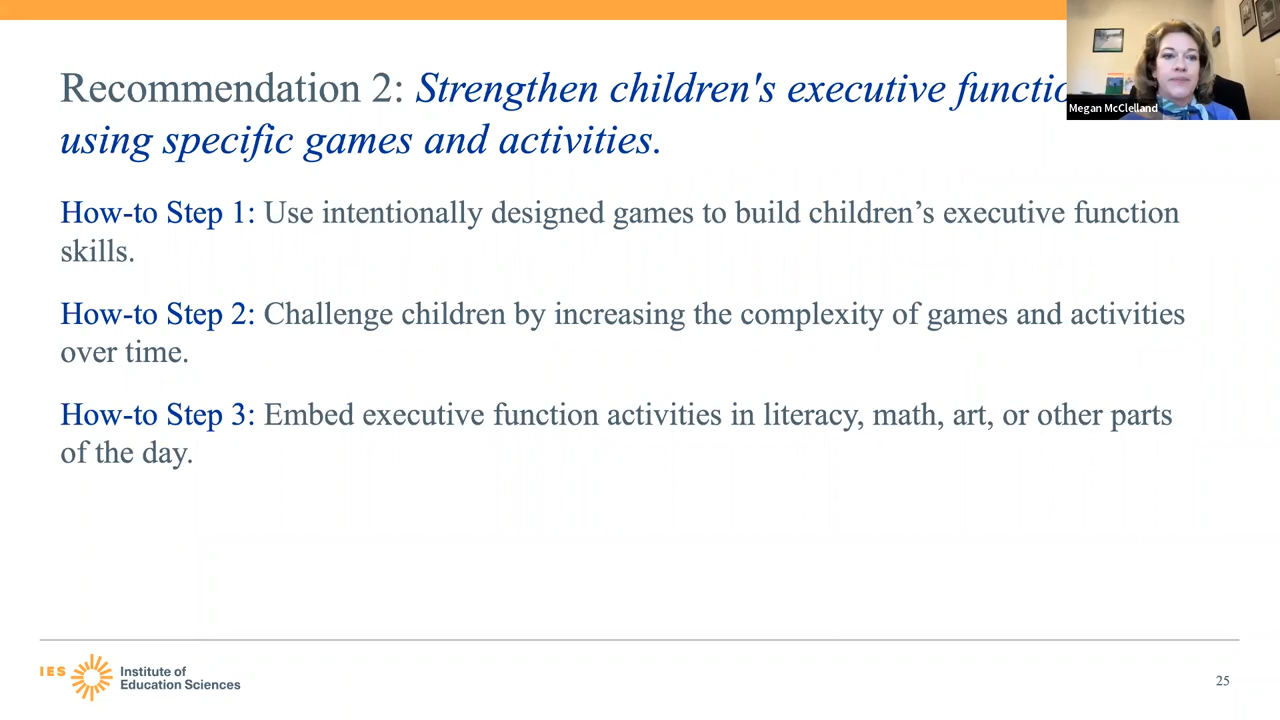 Recommendation 2: Strengthen children's executive functio
using specific games and activities.
Megan McClelland
How-to Step 1: Use intentionally designed games to build children’s executive function
skills.
How-to Step 2: Challenge children by increasing the complexity of games and activities
over time.
How-to Step 3: Embed executive function activities in literacy, math, art, or other parts
of the day.
IES
Institute of
Education Sciences
25